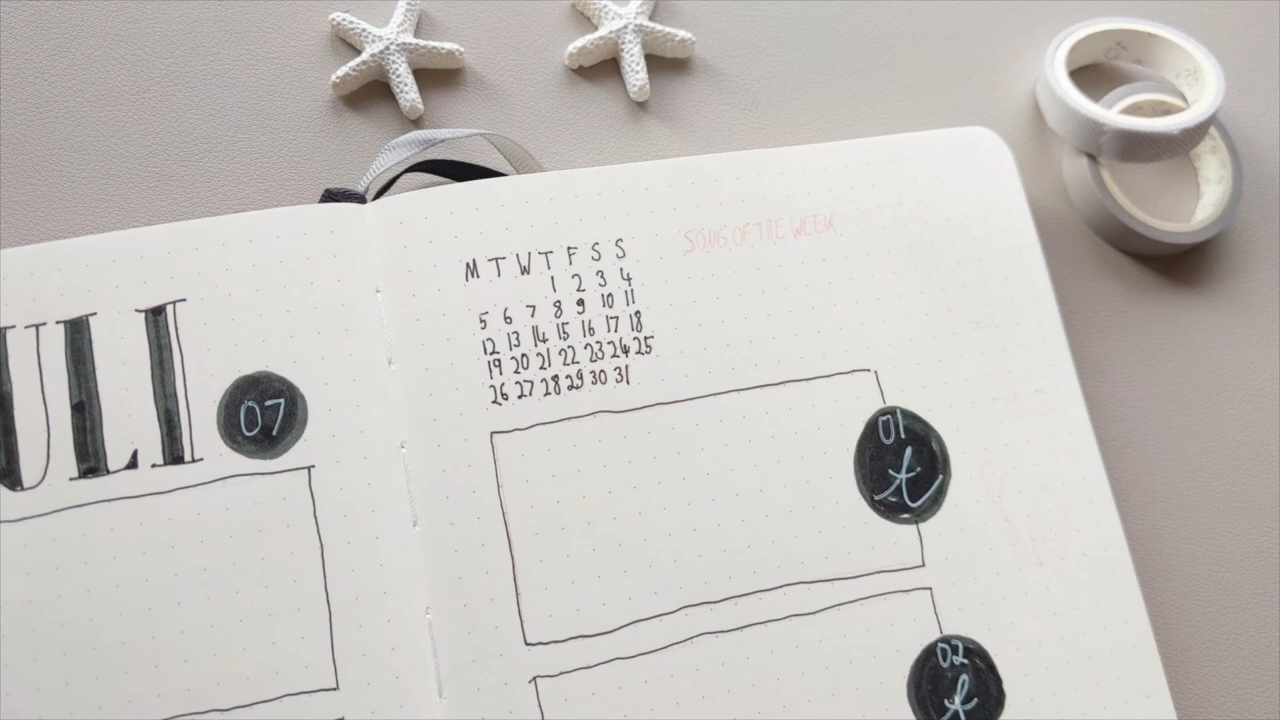 ULI
07
M T W T F S S
1 2 3 4
5 6 7 8 9 10 11
12 13 14 15 16 17 18
19 20 21 22 23 24 25
26 27 28 29 30 31
SONG OF THE WEEK
01
t
02
f